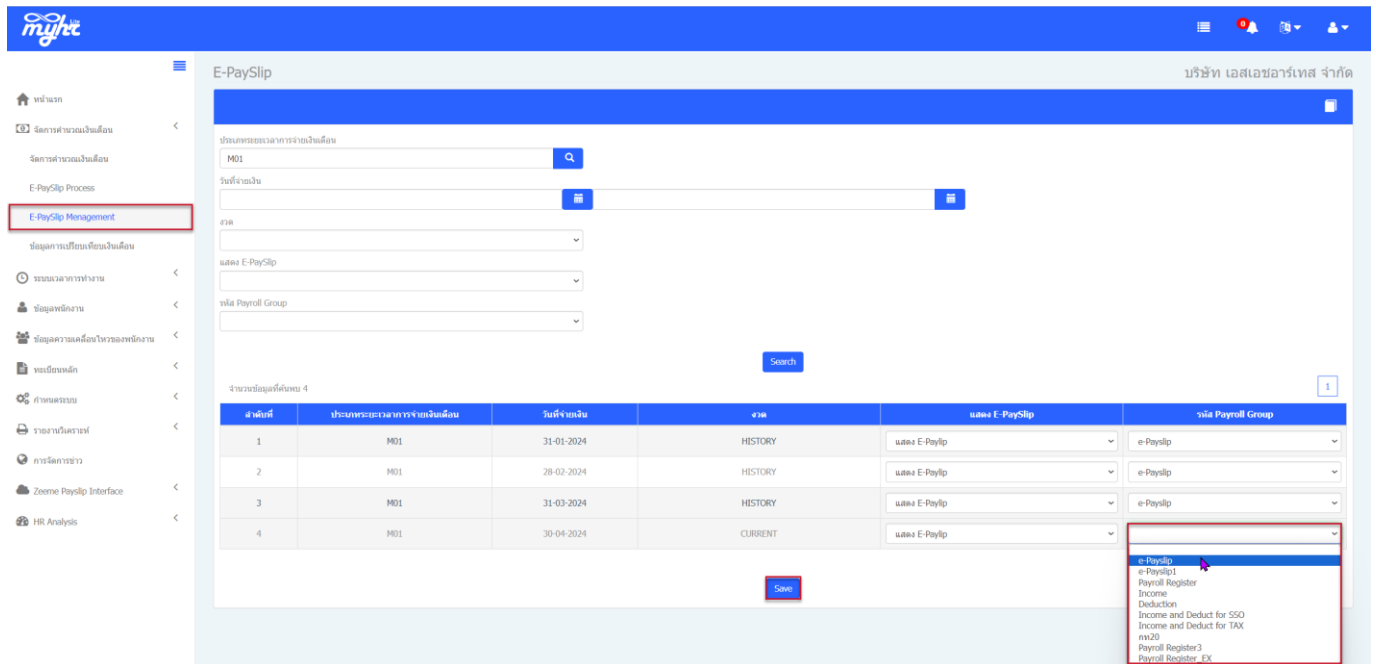 myhr lite
0
E-PaySlip
บริษัท เอสเอชอาร์เทส จำกัด
หน้าแรก
จัดการคำนวณเงินเดือน
จัดการคำนวณเงินเดือน
E-PaySlip Process
E-PaySlip Menagement
ข้อมูลการเปรียบเทียบเงินเดือน
ระบบเวลาการทำงาน
ข้อมูลพนักงาน
ข้อมูลความเคลื่อนไหวของพนักงาน
ทะเบียนหลัก
กำหนดระบบ
รายงานวิเคราะห์
การจัดการข่าว
Zeeme Payslip Interface
HR Analysis
ประเภทระยะเวลาการจ่ายเงินเดือน
M01
วันที่จ่ายเงิน
งวด
แสดง E-PaySlip
รหัส Payroll Group
Search
จำนวนข้อมูลที่ค้นพบ 4
1
ลำดับที่ ประเภทระยะเวลาการจ่ายเงินเดือน วันที่จ่ายเงิน งวด แสดง E-PaySlip รหัส Payroll Group
1 M01 31-01-2024 HISTORY แสดง E-Paylip e-Payslip
2 M01 28-02-2024 HISTORY แสดง E-Paylip e-Payslip
3 M01 31-03-2024 HISTORY แสดง E-Paylip e-Payslip
4 M01 30-04-2024 CURRENT แสดง E-Paylip
e-Payslip
e-Payslip1
Payroll Register
Income
Deduction
Income and Deduct for SSO
Income and Deduct for TAX
กท20
Payroll Register3
Payroll Register_EX
Save